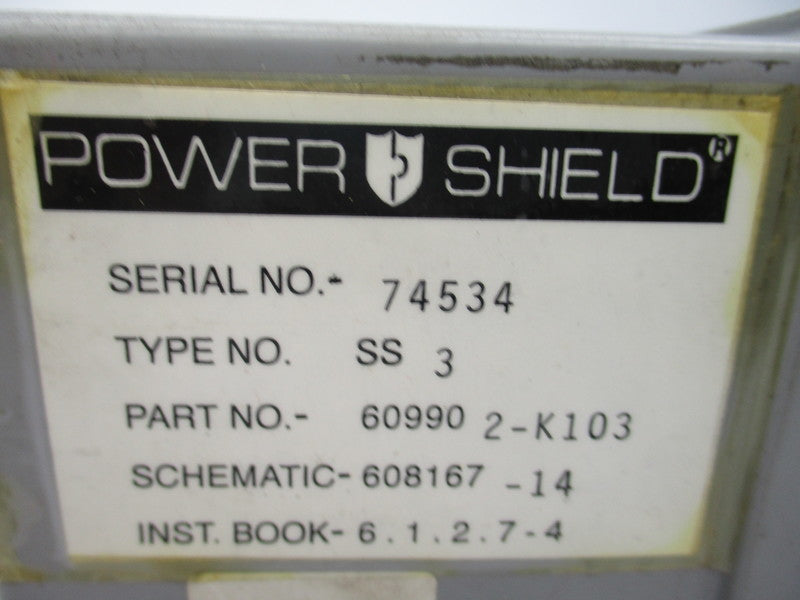 POWER SHIELD®
SERIAL NO.- 74534
TYPE NO. SS 3
PART NO.- 60990 2-K103
SCHEMATIC- 608167 -14
INST. BOOK- 6.1.2.7-4